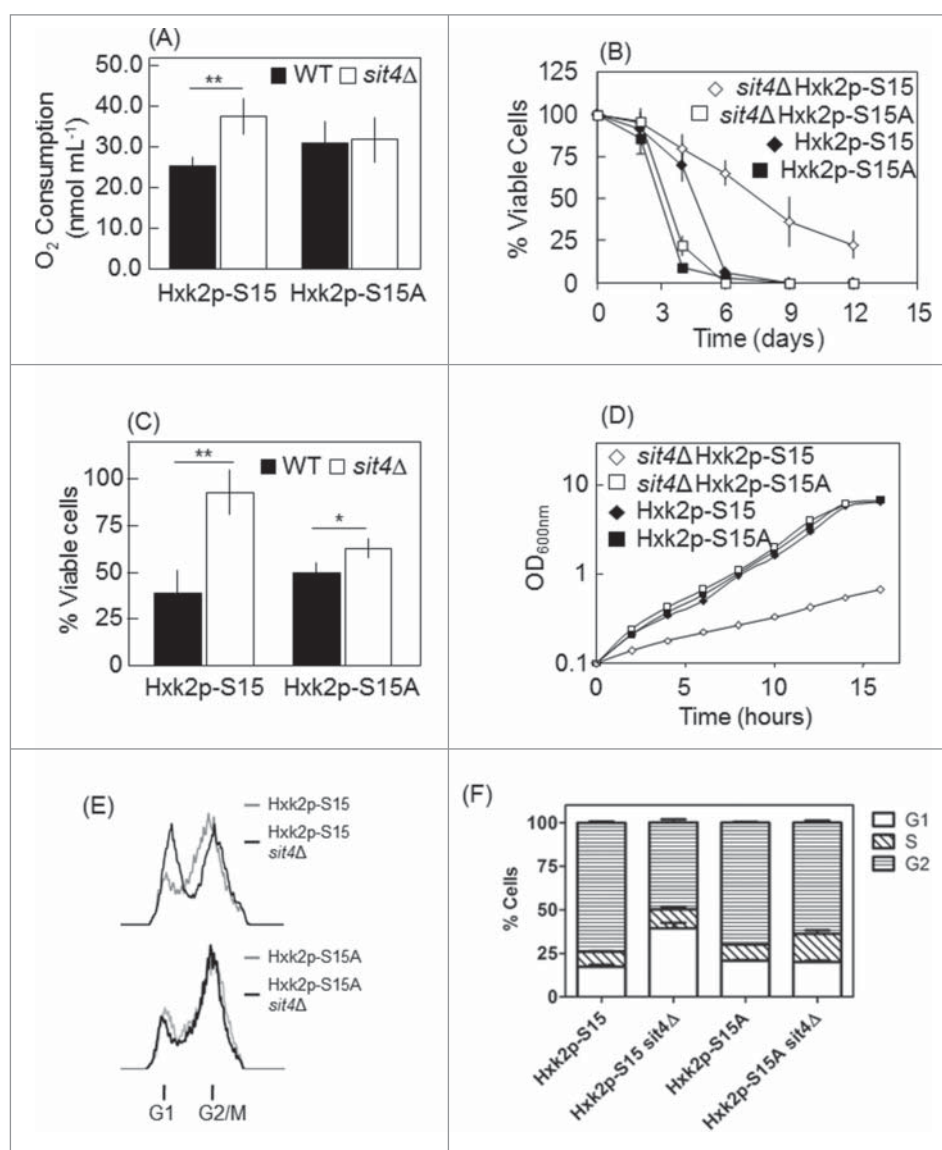 (A)
50.0
40.0
30.0
20.0
10.0
0.0
O2 Consumption
(nmol mL-1)
WT sit4Δ
**
Hxk2p-S15 Hxk2p-S15A
(B)
125
100
75
50
25
0
% Viable Cells
sit4Δ Hxk2p-S15
sit4Δ Hxk2p-S15A
Hxk2p-S15
Hxk2p-S15A
0 3 6 9 12 15
Time (days)
(C)
100
75
50
25
0
% Viable cells
WT sit4Δ
**
*
Hxk2p-S15 Hxk2p-S15A
(D)
10
1
0.1
OD600nm
sit4Δ Hxk2p-S15
sit4Δ Hxk2p-S15A
Hxk2p-S15
Hxk2p-S15A
0 5 10 15
Time (hours)
(E)
Hxk2p-S15
Hxk2p-S15
sit4Δ
Hxk2p-S15A
Hxk2p-S15A
sit4Δ
G1 G2/M
(F)
100
75
50
25
0
% Cells
G1
S
G2
Hxk2p-S15
Hxk2p-S15 sit4Δ
Hxk2p-S15A
Hxk2p-S15A sit4Δ